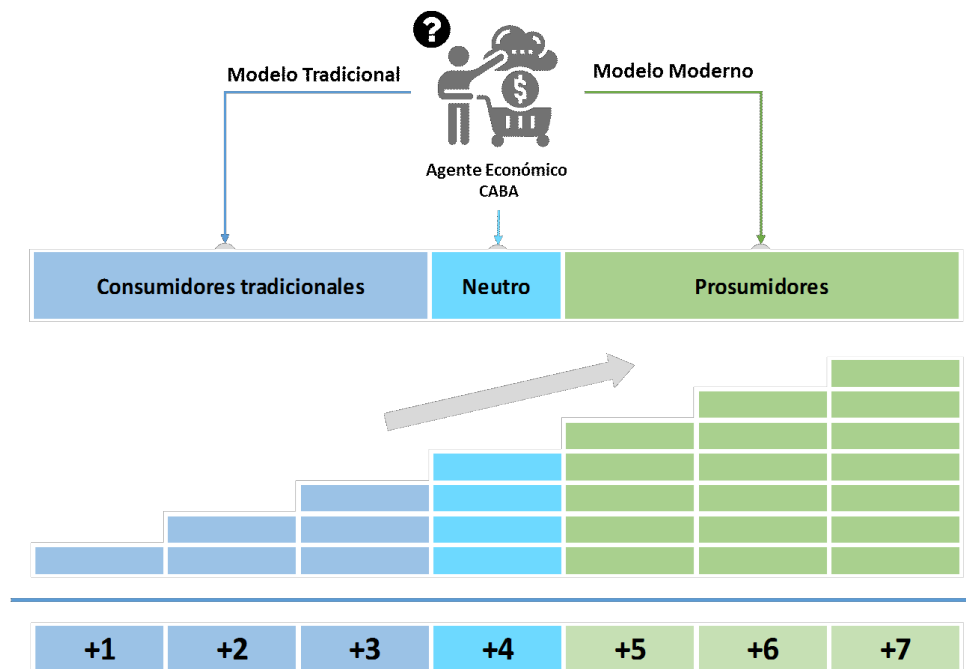 ?
Modelo Tradicional
Modelo Moderno
$
Agente Económico
CABA
Consumidores tradicionales
Neutro
Prosumidores
+1
+2
+3
+4
+5
+6
+7